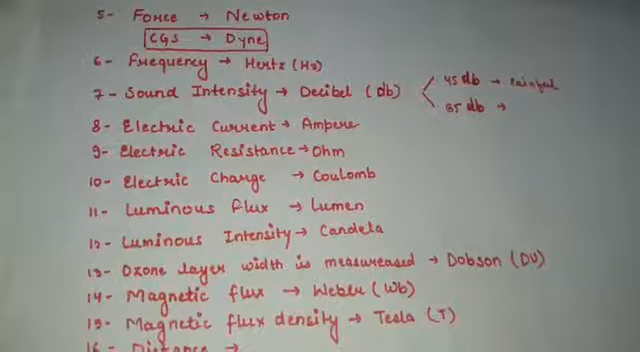 5- Force → Newton
CGS → Dyne
6- Frequency → Hertz (Hz)
7- Sound Intensity → Decibel (db) 45 db → painful
85 db →
8- Electric Current → Ampere
9- Electric Resistance → Ohm
10- Electric Charge → Coulomb
11- Luminous flux → Lumen
12- Luminous Intensity → Candela
13- Ozone layer width is measureased → Dobson (DU)
14- Magnetic flux → Weber (Wb)
15- Magnetic flux density → Tesla (T)
16- Distance →